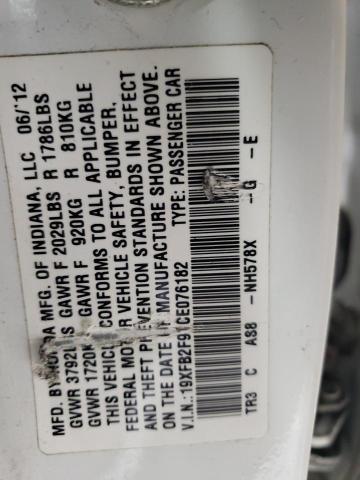 MFD. BY HONDA MFG. OF INDIANA, LLC 06/'12
GVWR 3792LBS GAWR F 2029LBS R 1786LBS
GVWR 1720KG GAWR F 920KG R 810KG
THIS VEHICLE CONFORMS TO ALL APPLICABLE
FEDERAL MOTOR VEHICLE SAFETY, BUMPER,
AND THEFT PREVENTION STANDARDS IN EFFECT
ON THE DATE OF MANUFACTURE SHOWN ABOVE.
V.I.N.:19XFB2F91CE076182 TYPE: PASSENGER CAR
TR3 C AS8 -NH578X --G -E